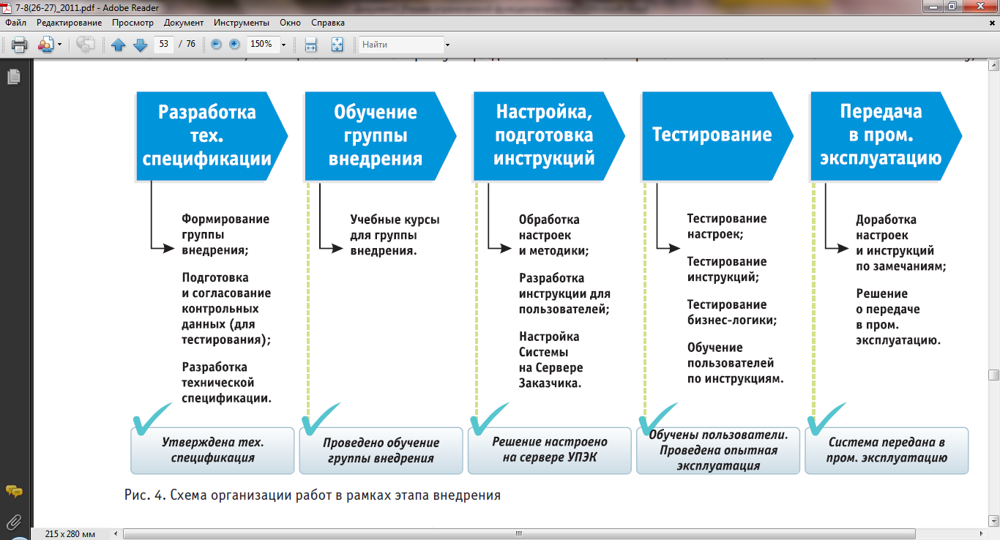 7-8(26-27)_2011.pdf - Adobe Reader
Файл Редактирование Просмотр Документ Инструменты Окно Справка
53 / 76 150% Найти
Разработка
тех.
спецификации
Формирование
группы
внедрения;
Подготовка
и согласование
контрольных
данных (для
тестирования);
Разработка
технической
спецификации.
Утверждена тех.
спецификация
Обучение
группы
внедрения
Учебные курсы
для группы
внедрения.
Проведено обучение
группы внедрения
Настройка,
подготовка
инструкций
Обработка
настроек
и методики;
Разработка
инструкции для
пользователей;
Настройка
Системы
на Сервере
Заказчика.
Решение настроено
на сервере УПЭК
Тестирование
Тестирование
настроек;
Тестирование
инструкций;
Тестирование
бизнес-логики;
Обучение
пользователей
по инструкциям.
Обучены пользователи.
Проведена опытная
эксплуатация
Передача
в пром.
эксплуатацию
Доработка
настроек
и инструкций
по замечаниям;
Решение
о передаче
в пром.
эксплуатацию.
Система передана в
пром. эксплуатацию
Рис. 4. Схема организации работ в рамках этапа внедрения
215 x 280 мм